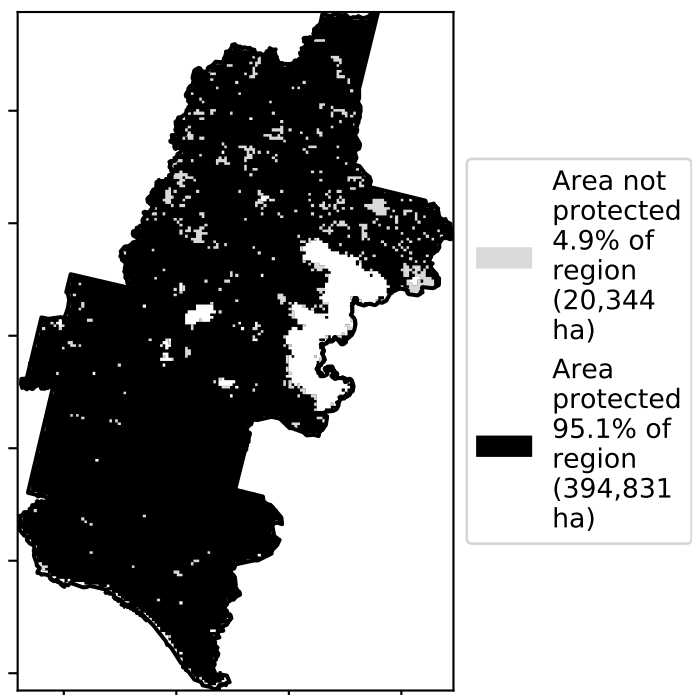 Area not
protected
4.9% of
region
(20,344
ha)
Area
protected
95.1% of
region
(394,831
ha)